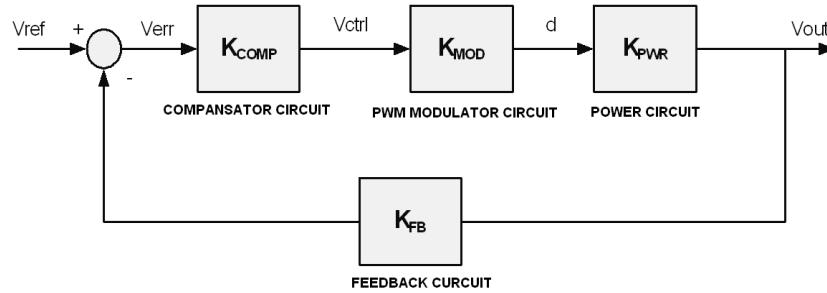 Vref + Verr Vctrl d Vout
-
KCOMP KMOD KPWR
COMPANSATOR CIRCUIT PWM MODULATOR CIRCUIT POWER CIRCUIT
KFB
FEEDBACK CURCUIT